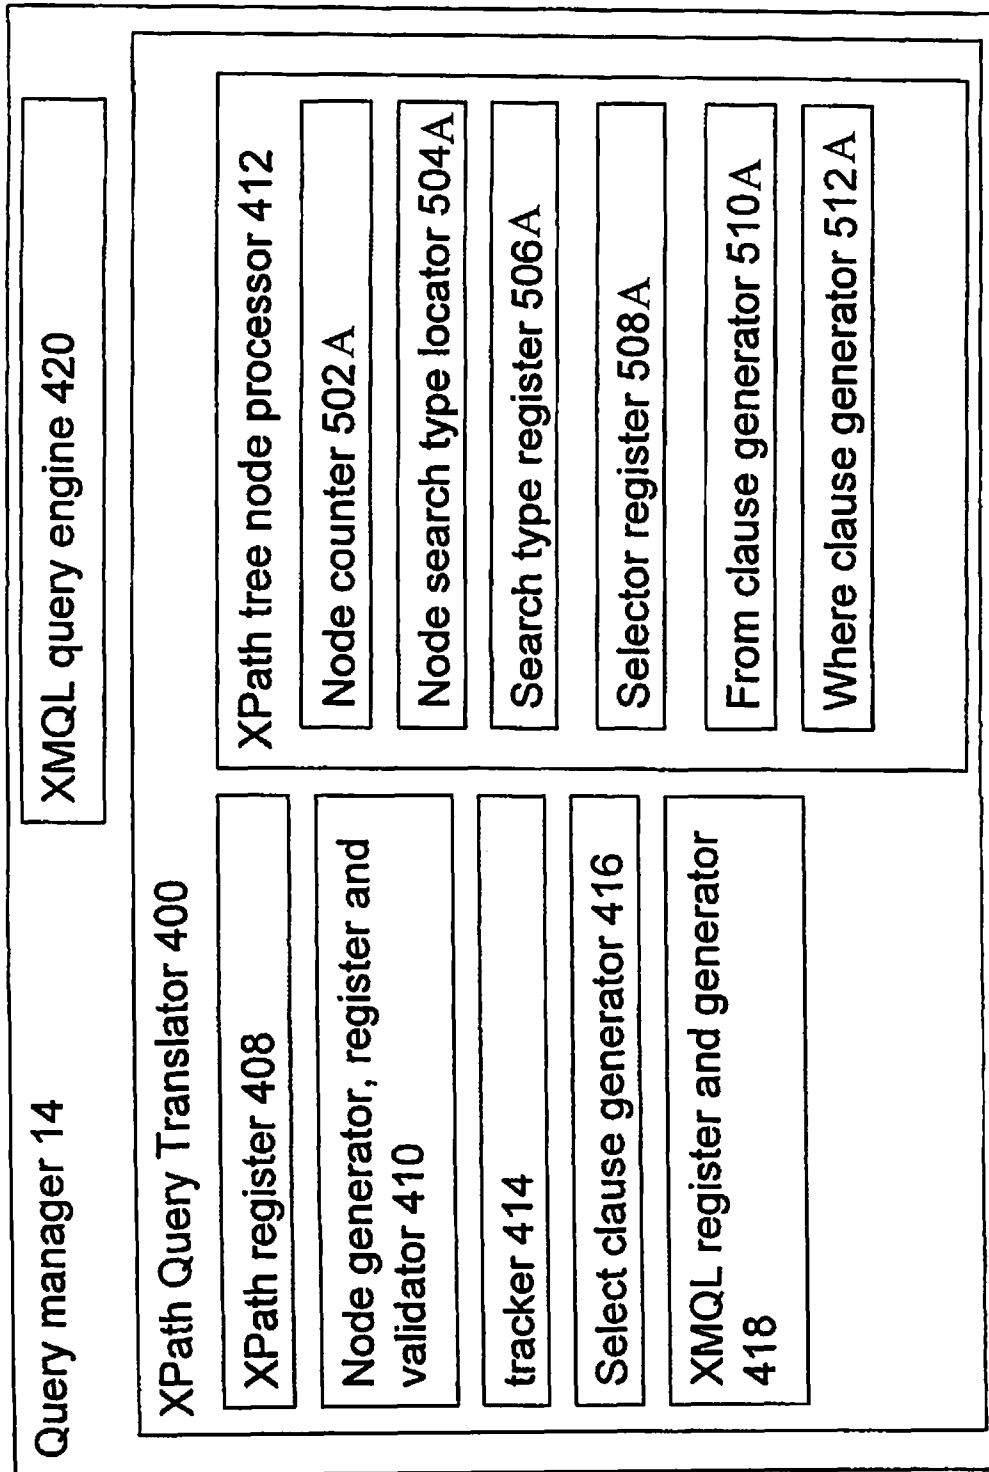 Query manager 14
XMQL query engine 420
XPath Query Translator 400
XPath register 408
Node generator, register and
validator 410
tracker 414
Select clause generator 416
XMQL register and generator
418
XPath tree node processor 412
Node counter 502A
Node search type locator 504A
Search type register 506A
Selector register 508A
From clause generator 510A
Where clause generator 512A